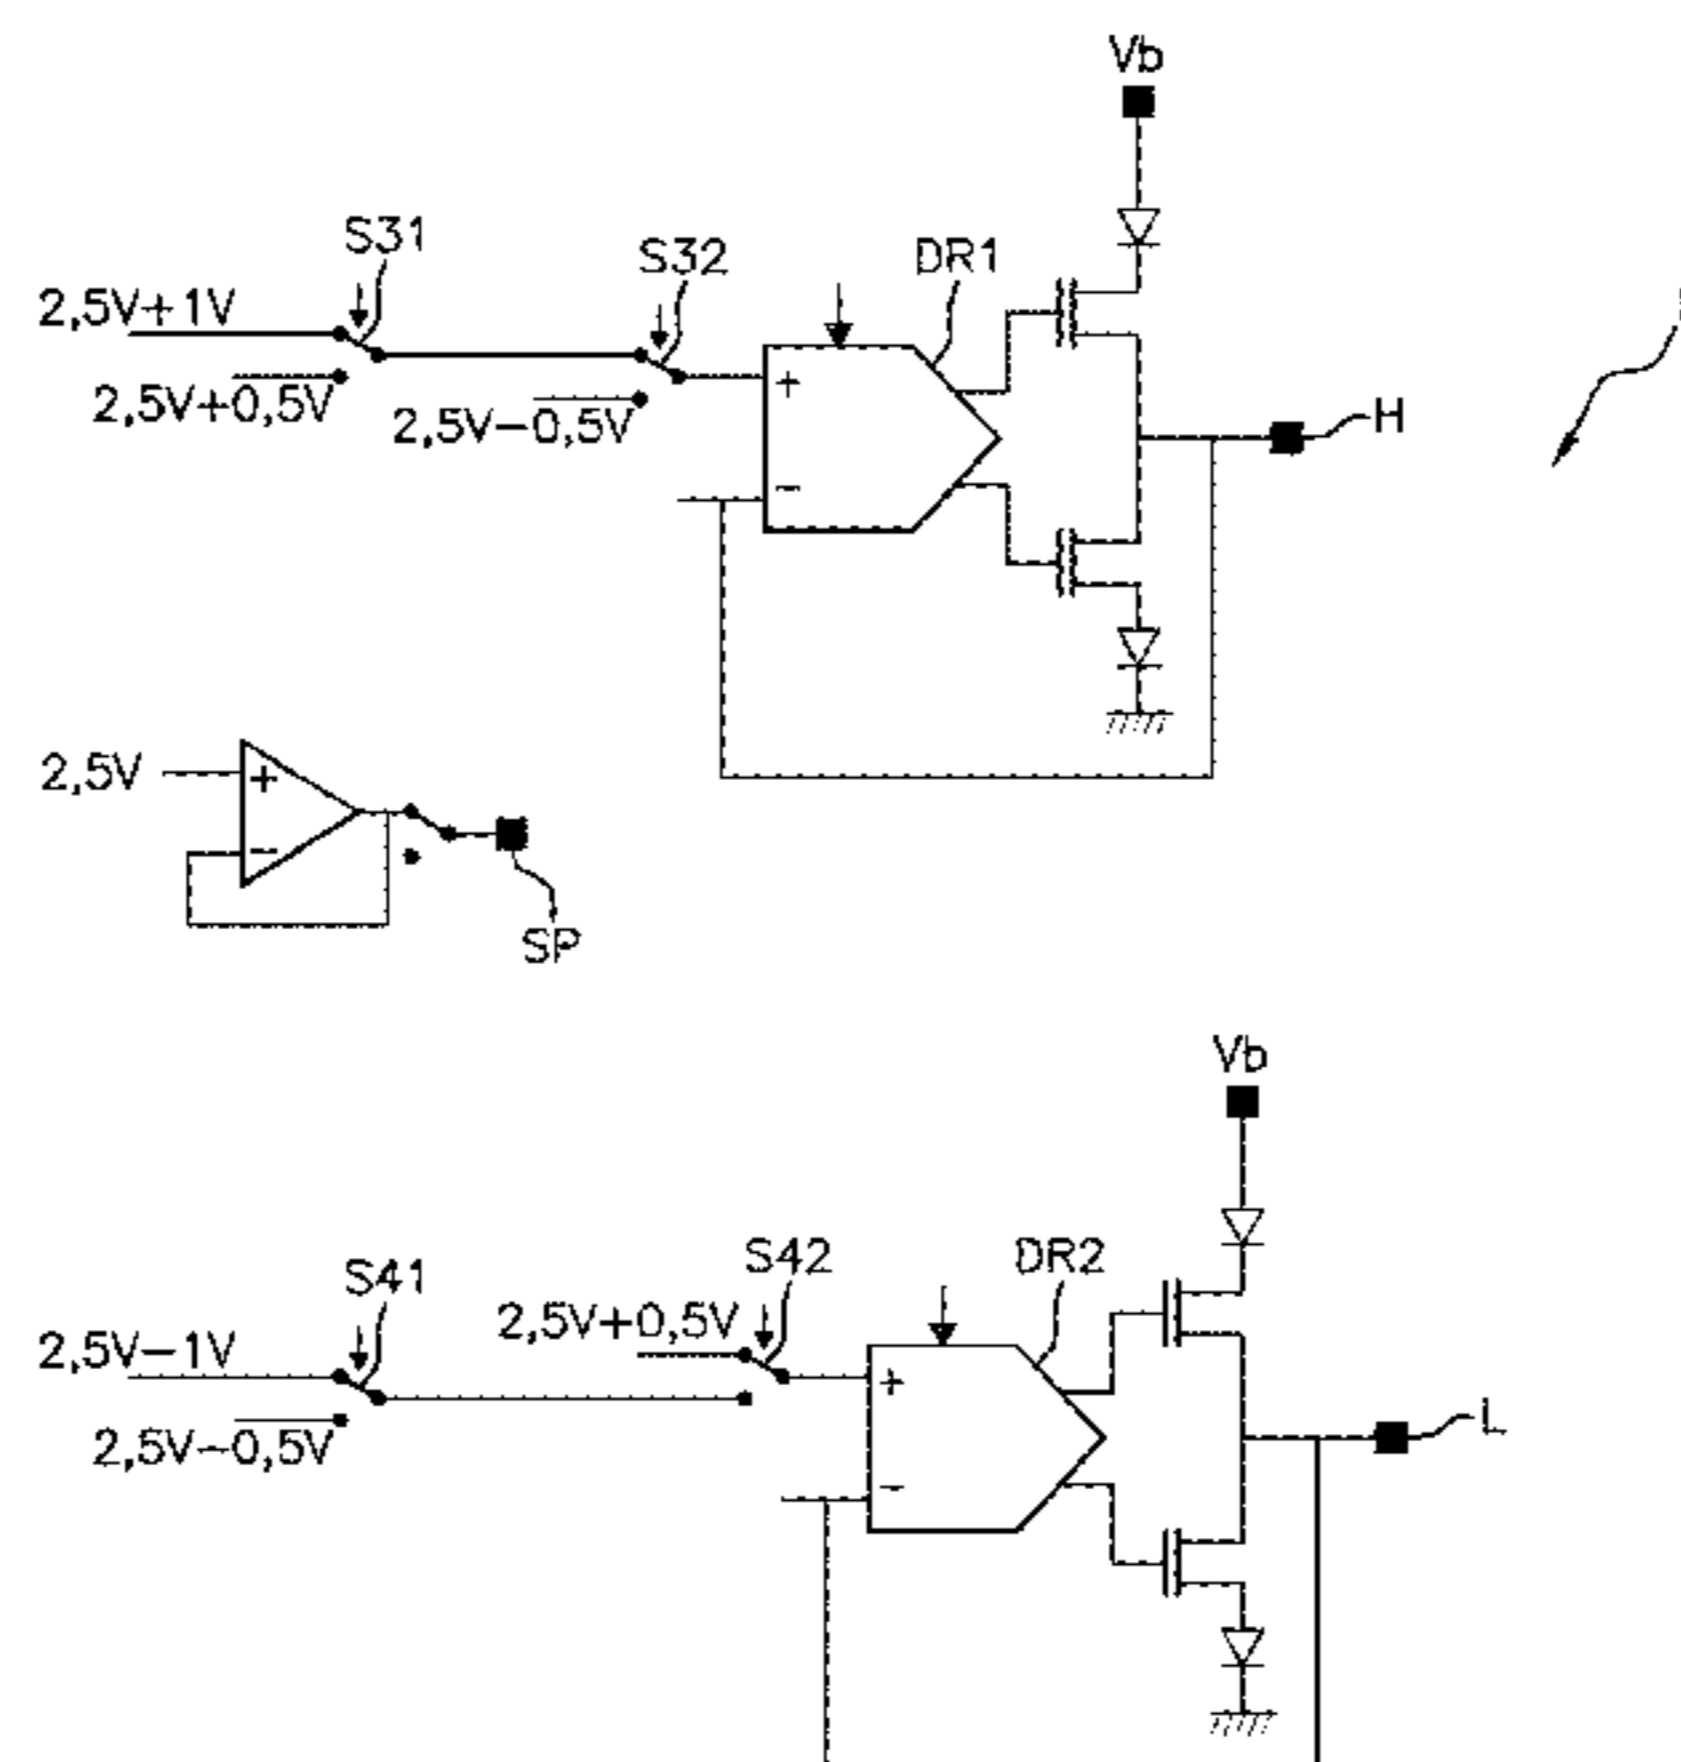 Vb
S31
S32
DR1
2,5V+1V
2,5V+0,5V
2,5V−0,5V
+
−
H
2,5V
+
−
SP
Vb
S41
S42
DR2
2,5V−1V
2,5V+0,5V
2,5V−0,5V
+
−
L